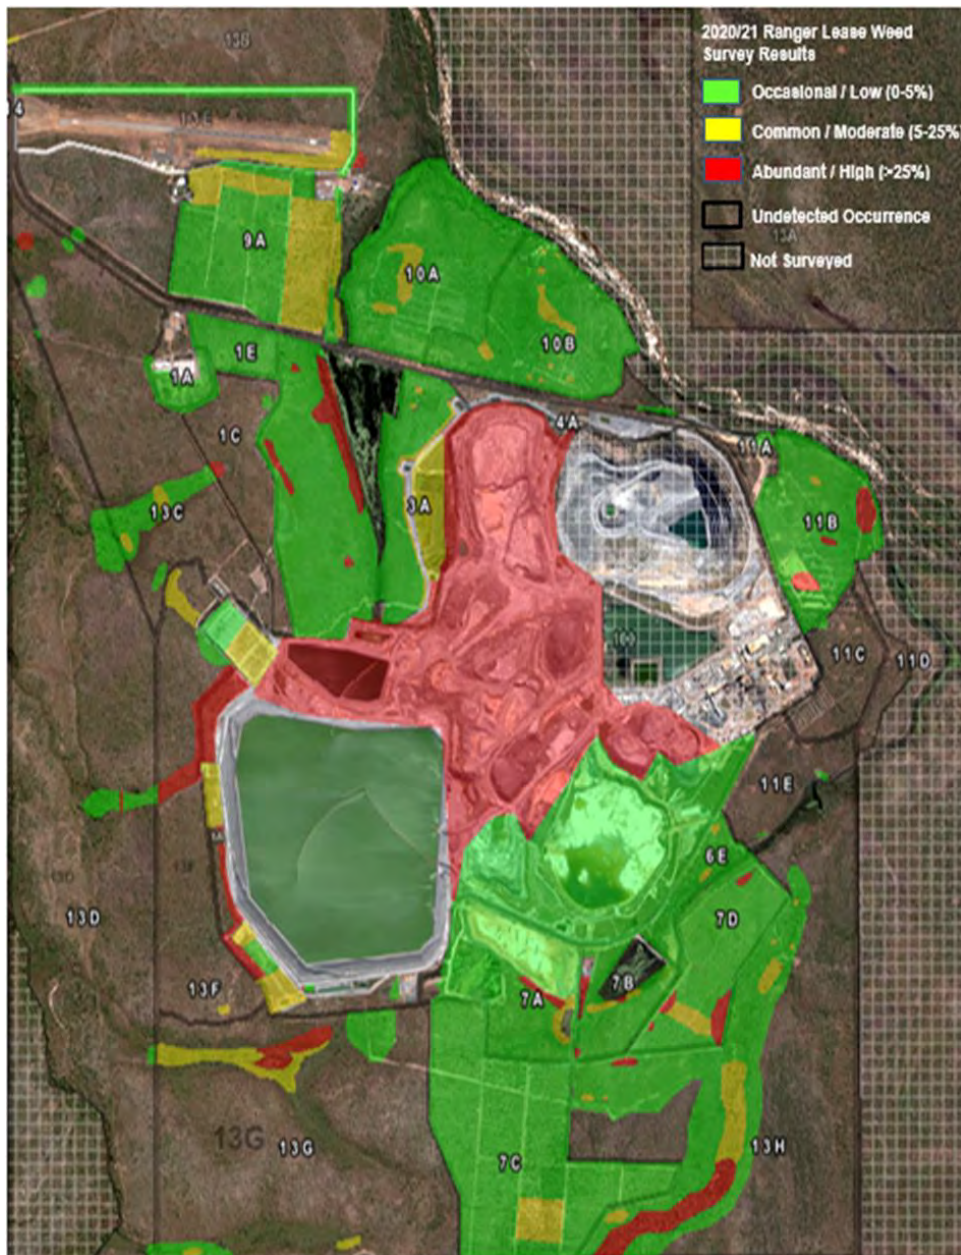 2020/21 Ranger Lease Weed
Survey Results
Occasional / Low (0-5%)
Common / Moderate (5-25%
Abundant / High (>25%)
Undetected Occurrence
Not Surveyed
13B
13E
9A
10A
10B
1E
1A
1C
4A
3A
11A
11B
13C
100
11C
11D
11E
6E
7D
13D
13F
7A
7B
13G
13G
7C
13H